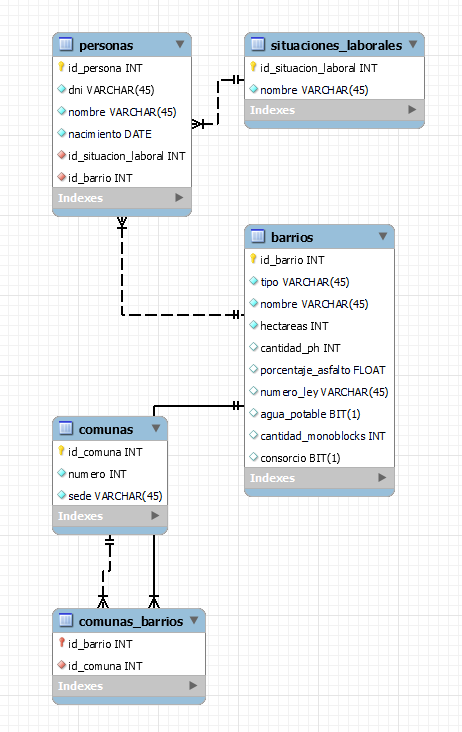 personas
id_persona INT
dni VARCHAR(45)
nombre VARCHAR(45)
nacimiento DATE
id_situacion_laboral INT
id_barrio INT
Indexes
situaciones_laborales
id_situacion_laboral INT
nombre VARCHAR(45)
Indexes
barrios
id_barrio INT
tipo VARCHAR(45)
nombre VARCHAR(45)
hectareas INT
cantidad_ph INT
porcentaje_asfalto FLOAT
numero_ley VARCHAR(45)
agua_potable BIT(1)
cantidad_monoblocks INT
consorcio BIT(1)
Indexes
comunas
id_comuna INT
numero INT
sede VARCHAR(45)
Indexes
comunas_barrios
id_barrio INT
id_comuna INT
Indexes